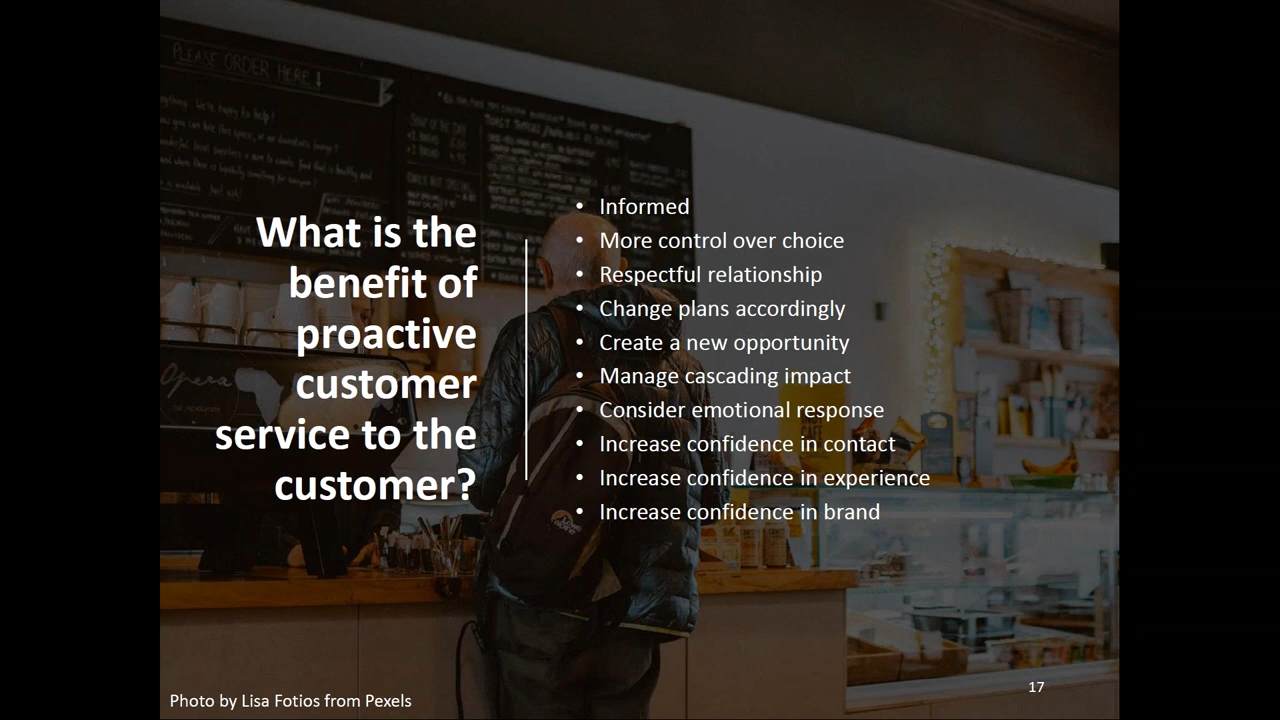 PLEASE ORDER HERE
What is the
benefit of
proactive
customer
service to the
customer?
• Informed
• More control over choice
• Respectful relationship
• Change plans accordingly
• Create a new opportunity
• Manage cascading impact
• Consider emotional response
• Increase confidence in contact
• Increase confidence in experience
• Increase confidence in brand
Photo by Lisa Fotios from Pexels
17